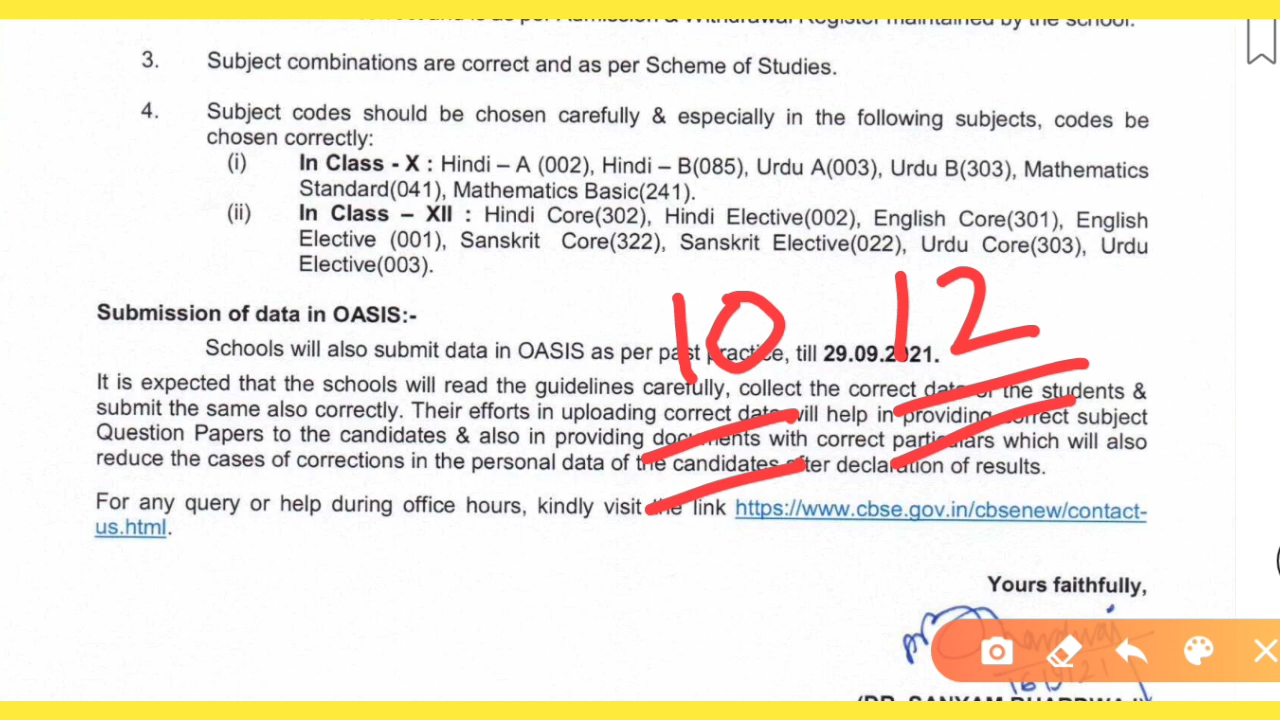 Register maintained by the school.
3. Subject combinations are correct and as per Scheme of Studies.
4. Subject codes should be chosen carefully & especially in the following subjects, codes be
chosen correctly:
(i) In Class - X : Hindi – A (002), Hindi – B(085), Urdu A(003), Urdu B(303), Mathematics
Standard(041), Mathematics Basic(241).
(ii) In Class – XII : Hindi Core(302), Hindi Elective(002), English Core(301), English
Elective (001), Sanskrit Core(322), Sanskrit Elective(022), Urdu Core(303), Urdu
Elective(003).
10 12
Submission of data in OASIS:-
Schools will also submit data in OASIS as per past practice, till 29.09.2021.
It is expected that the schools will read the guidelines carefully, collect the correct data of the students &
submit the same also correctly. Their efforts in uploading correct data will help in providing correct subject
Question Papers to the candidates & also in providing documents with correct particulars which will also
reduce the cases of corrections in the personal data of the candidates after declaration of results.
For any query or help during office hours, kindly visit the link https://www.cbse.gov.in/cbsenew/contact-
us.html.
Yours faithfully,